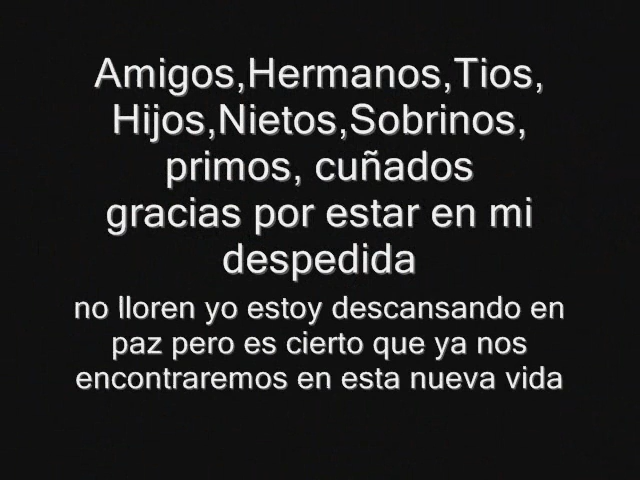 Amigos,Hermanos,Tios,
Hijos,Nietos,Sobrinos,
primos, cuñados
gracias por estar en mi
despedida
no lloren yo estoy descansando en
paz pero es cierto que ya nos
encontraremos en esta nueva vida